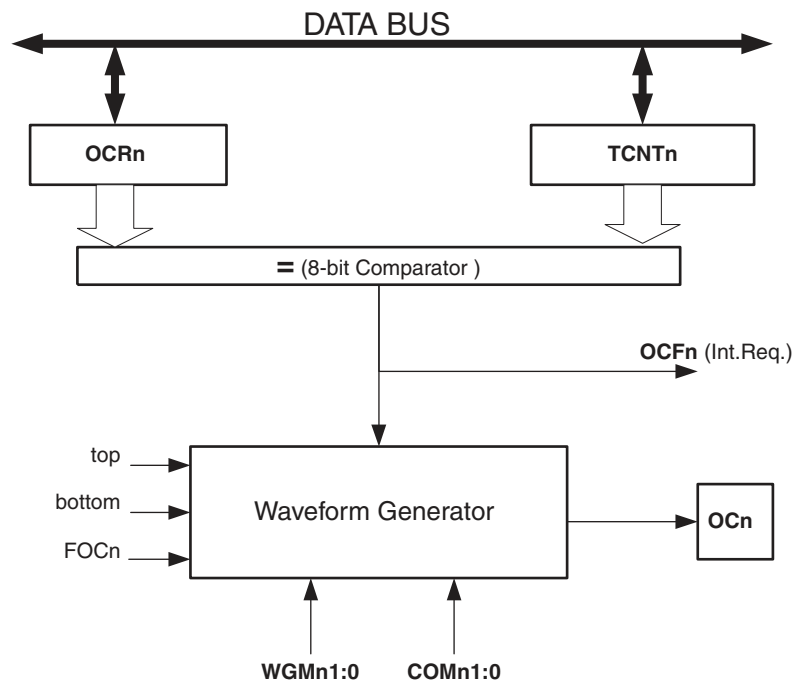 DATA BUS
OCRn
TCNTn
= (8-bit Comparator )
OCFn (Int.Req.)
top
bottom
FOCn
Waveform Generator
OCn
WGMn1:0
COMn1:0